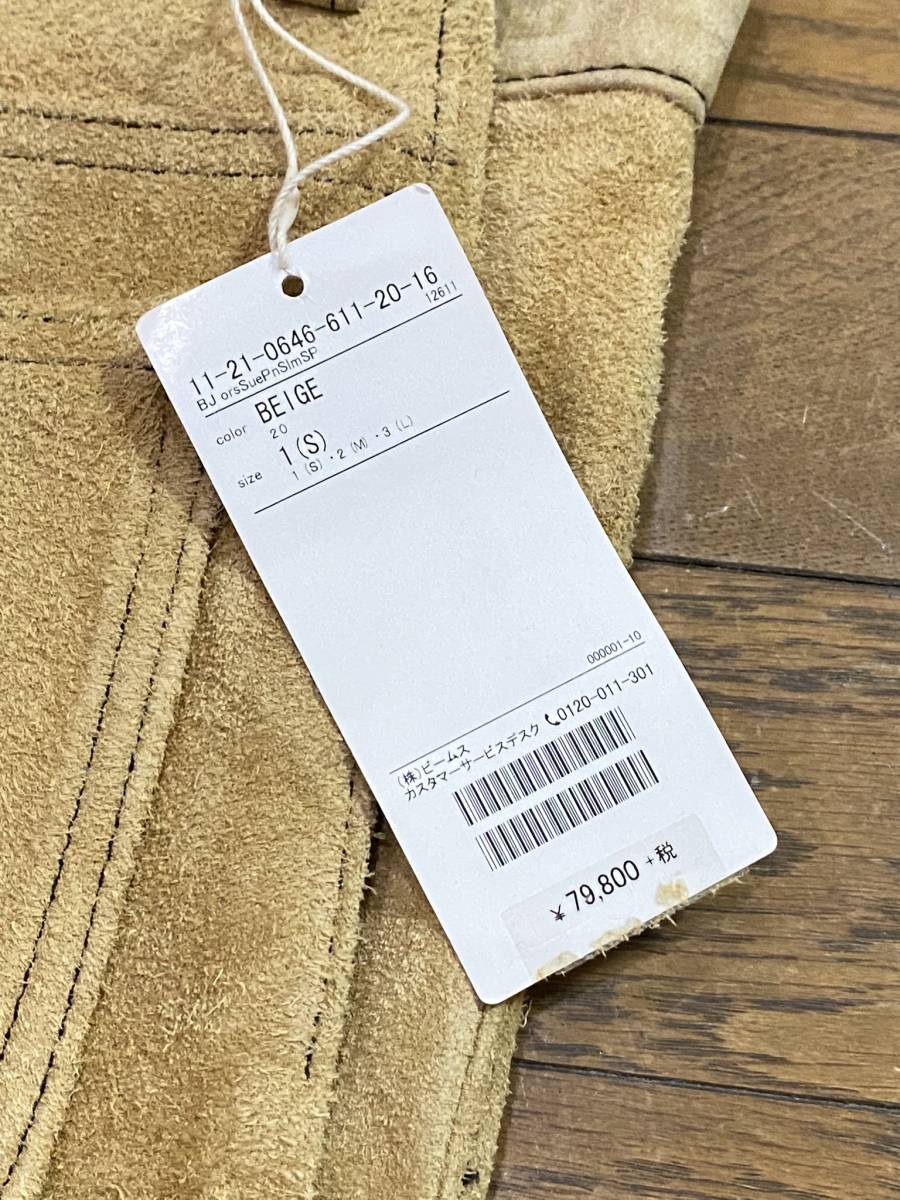 11-21-0646-611-20-16
BJ orsSuePnSlmSP 12611
color BEIGE
20
size 1(S)
1(S)・2(M)・3(L)
000001-10
(株)ビームス
カスタマーサービスデスク 0120-011-301
¥79,800 +税